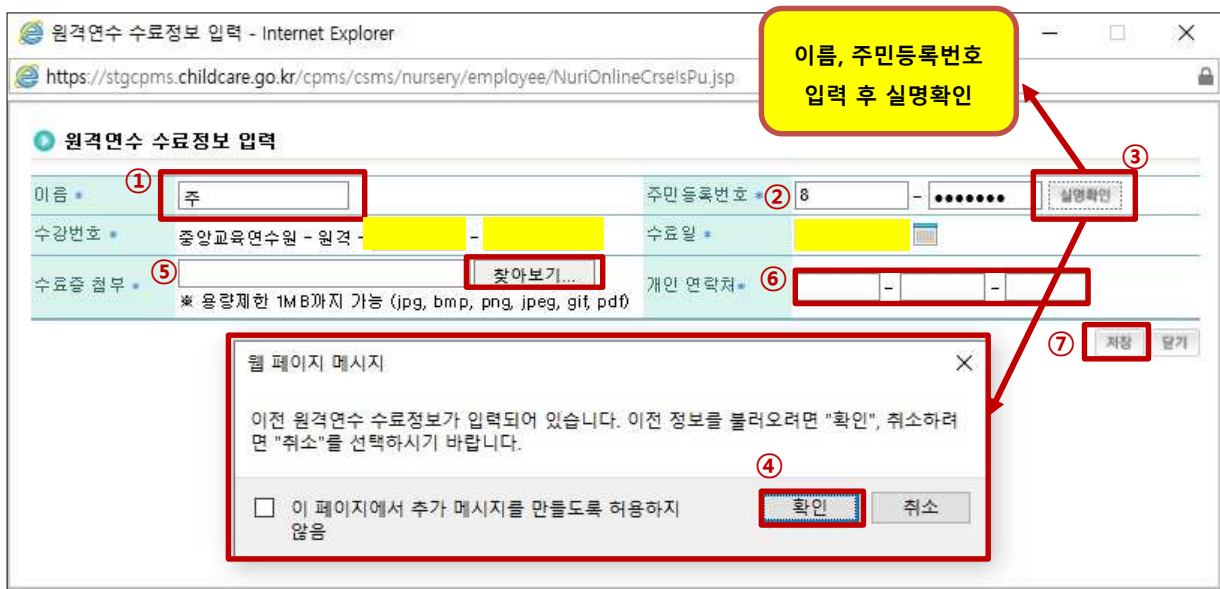 원격연수 수료정보 입력 - Internet Explorer
https://stgcpms.childcare.go.kr/cpms/csms/nursery/employee/NuriOnlineCrseIsPu.jsp
이름, 주민등록번호
입력 후 실명확인
원격연수 수료정보 입력
③
이름 * ① 주 주민등록번호 * ② 8 - ●●●●●●● 실명확인
수강번호 * 중앙교육연수원 - 원격 - - 수료일 *
수료증 첨부 * ⑤ 찾아보기... 개인 연락처* ⑥ - -
※ 용량제한 1MB까지 가능 (jpg, bmp, png, jpeg, gif, pdf)
⑦ 저장 닫기
웹 페이지 메시지
이전 원격연수 수료정보가 입력되어 있습니다. 이전 정보를 불러오려면 "확인", 취소하려
면 "취소"를 선택하시기 바랍니다.
④
이 페이지에서 추가 메시지를 만들도록 허용하지
않음
확인 취소